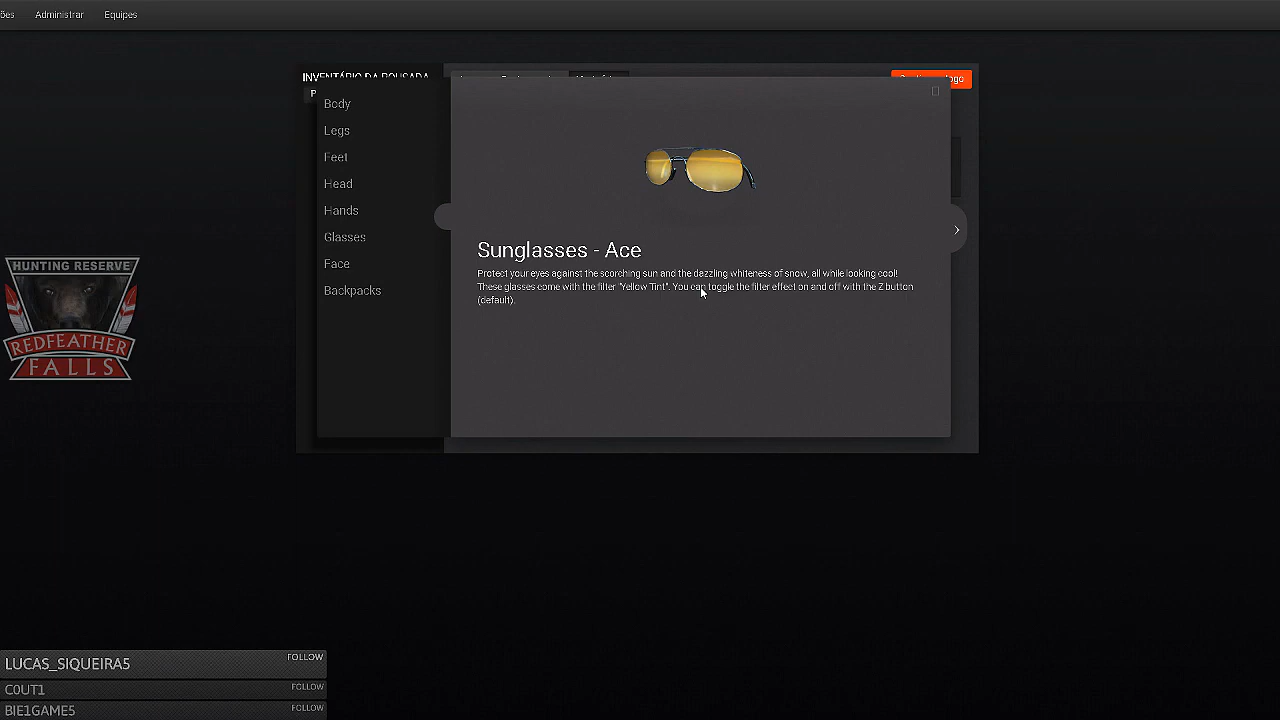 Administrar
Equipes
INVENTÁRIO DA POUSADA
Body
Legs
Feet
Head
Hands
Glasses
Face
Backpacks
Sunglasses - Ace
Protect your eyes against the scorching sun and the dazzling whiteness of snow, all while looking cool!
These glasses come with the filter "Yellow Tint". You can toggle the filter effect on and off with the Z button
(default).
HUNTING RESERVE
REDFEATHER
FALLS
LUCAS_SIQUEIRA5
FOLLOW
C0UT1
FOLLOW
BIE1GAME5
FOLLOW